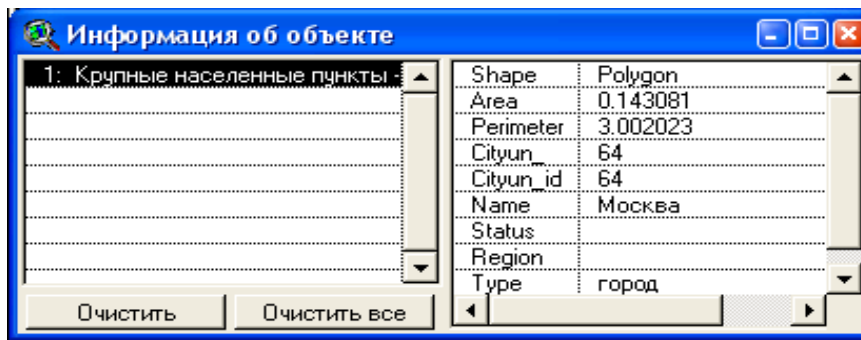 Информация об объекте
1: Крупные населенные пункты -
Shape Polygon
Area 0.143081
Perimeter 3.002023
Cityun_ 64
Cityun_id 64
Name Москва
Status
Region
Type город
Очистить Очистить все